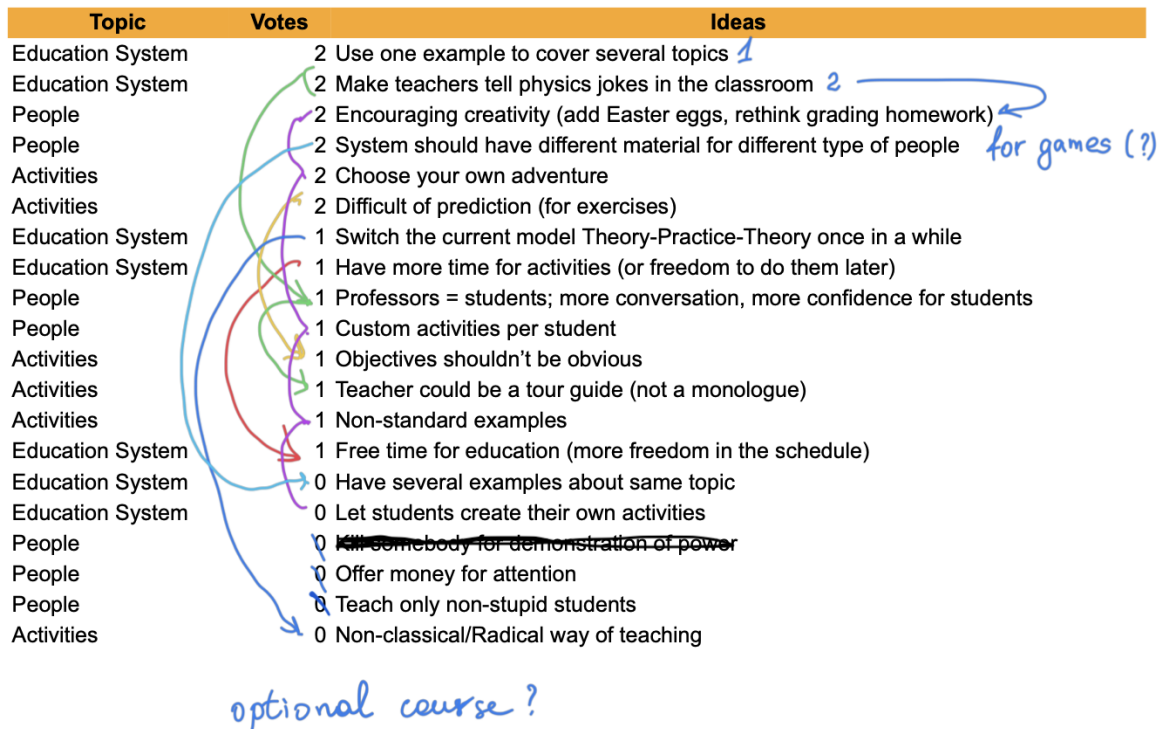 Topic Votes Ideas
Education System 2 Use one example to cover several topics 1
Education System 2 Make teachers tell physics jokes in the classroom 2
People 2 Encouraging creativity (add Easter eggs, rethink grading homework)
People 2 System should have different material for different type of people for games (?)
Activities 2 Choose your own adventure
Activities 2 Difficult of prediction (for exercises)
Education System 1 Switch the current model Theory-Practice-Theory once in a while
Education System 1 Have more time for activities (or freedom to do them later)
People 1 Professors = students; more conversation, more confidence for students
People 1 Custom activities per student
Activities 1 Objectives shouldn’t be obvious
Activities 1 Teacher could be a tour guide (not a monologue)
Activities 1 Non-standard examples
Education System 1 Free time for education (more freedom in the schedule)
Education System 0 Have several examples about same topic
Education System 0 Let students create their own activities
People 0 Kill somebody for demonstration of power
People 0 Offer money for attention
People 0 Teach only non-stupid students
Activities 0 Non-classical/Radical way of teaching
optional course ?